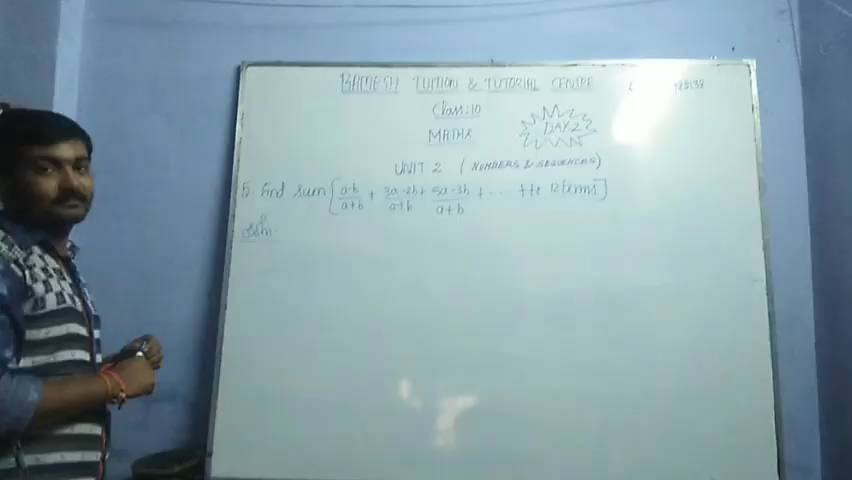 RAMESH TUITION & TUTORIAL CENTRE
Class: 10
MATHS
DAY 2
UNIT 2 ( NUMBERS & SEQUENCES)
5. Find sum [ a-b/a+b + 3a-2b/a+b + 5a-3b/a+b + ... 12 terms ]
Soln.